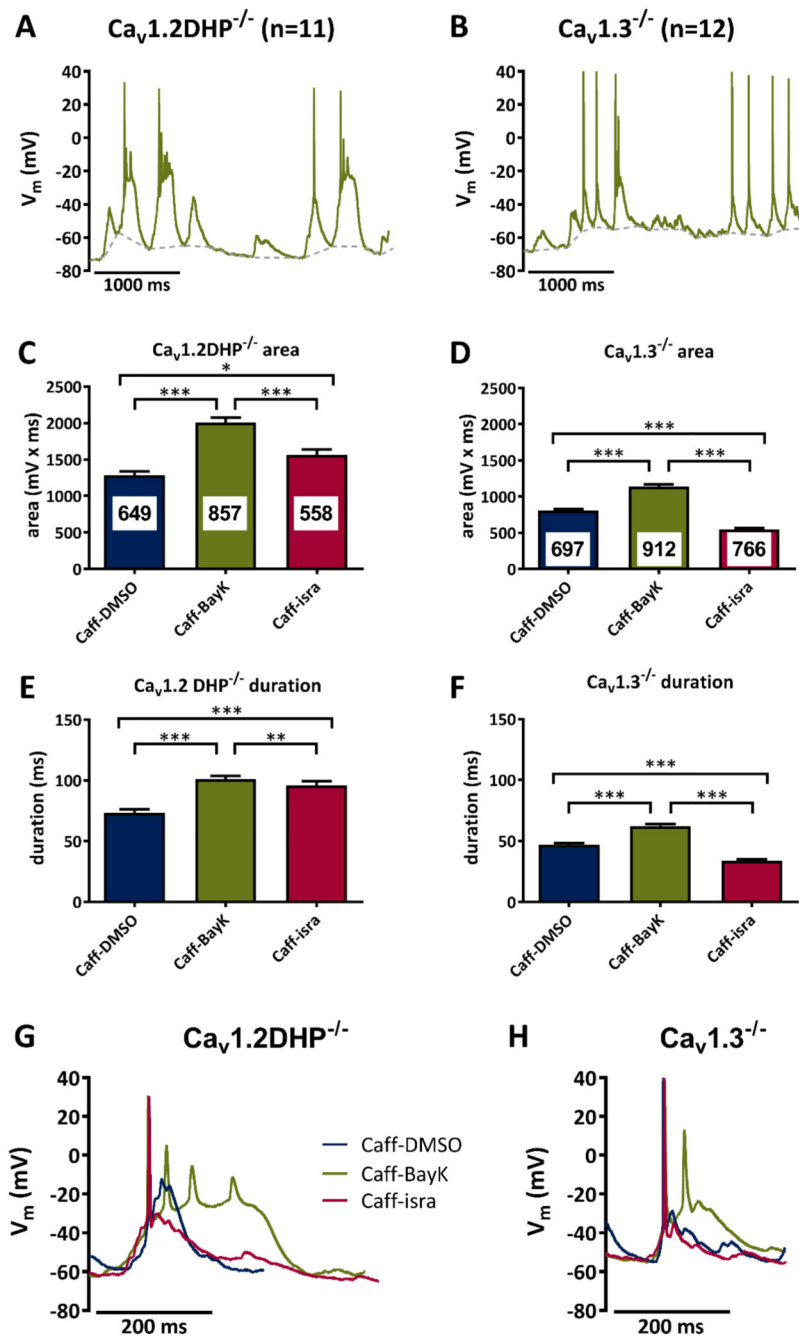 A Cav1.2DHP-/- (n=11)
40
20
0
-20
-40
-60
-80
Vm (mV)
1000 ms
B Cav1.3-/- (n=12)
40
20
0
-20
-40
-60
-80
Vm (mV)
1000 ms
C Cav1.2DHP-/- area
*
*** ***
2500
2000
1500
1000
500
0
area (mV x ms)
649 857 558
Caff-DMSO Caff-BayK Caff-isra
D Cav1.3-/- area
***
*** ***
2500
2000
1500
1000
500
0
area (mV x ms)
697 912 766
Caff-DMSO Caff-BayK Caff-isra
E Cav1.2 DHP-/- duration
***
*** **
150
100
50
0
duration (ms)
Caff-DMSO Caff-BayK Caff-isra
F Cav1.3-/- duration
***
*** ***
150
100
50
0
duration (ms)
Caff-DMSO Caff-BayK Caff-isra
G Cav1.2DHP-/-
40
20
0
-20
-40
-60
-80
Vm (mV)
200 ms
Caff-DMSO
Caff-BayK
Caff-isra
H Cav1.3-/-
40
20
0
-20
-40
-60
-80
Vm (mV)
200 ms